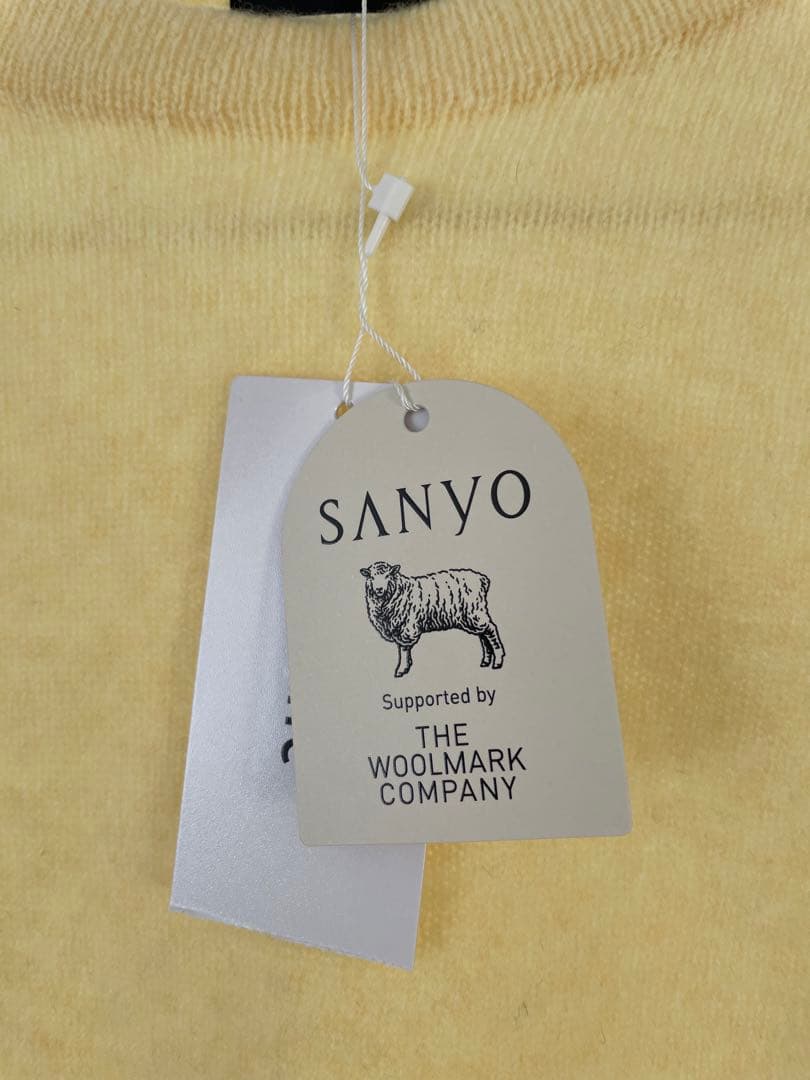 SANYO
Supported by
THE
WOOLMARK
COMPANY